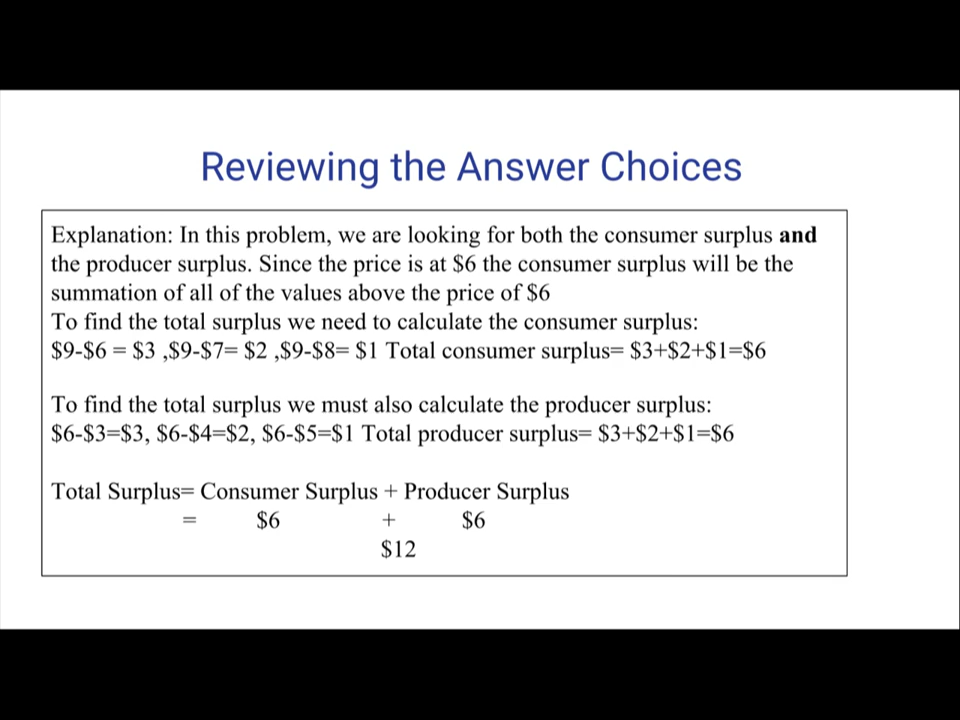 Reviewing the Answer Choices
Explanation: In this problem, we are looking for both the consumer surplus and
the producer surplus. Since the price is at $6 the consumer surplus will be the
summation of all of the values above the price of $6
To find the total surplus we need to calculate the consumer surplus:
$9-$6 = $3 ,$9-$7= $2 ,$9-$8= $1 Total consumer surplus= $3+$2+$1=$6
To find the total surplus we must also calculate the producer surplus:
$6-$3=$3, $6-$4=$2, $6-$5=$1 Total producer surplus= $3+$2+$1=$6
Total Surplus= Consumer Surplus + Producer Surplus
= $6 + $6
$12